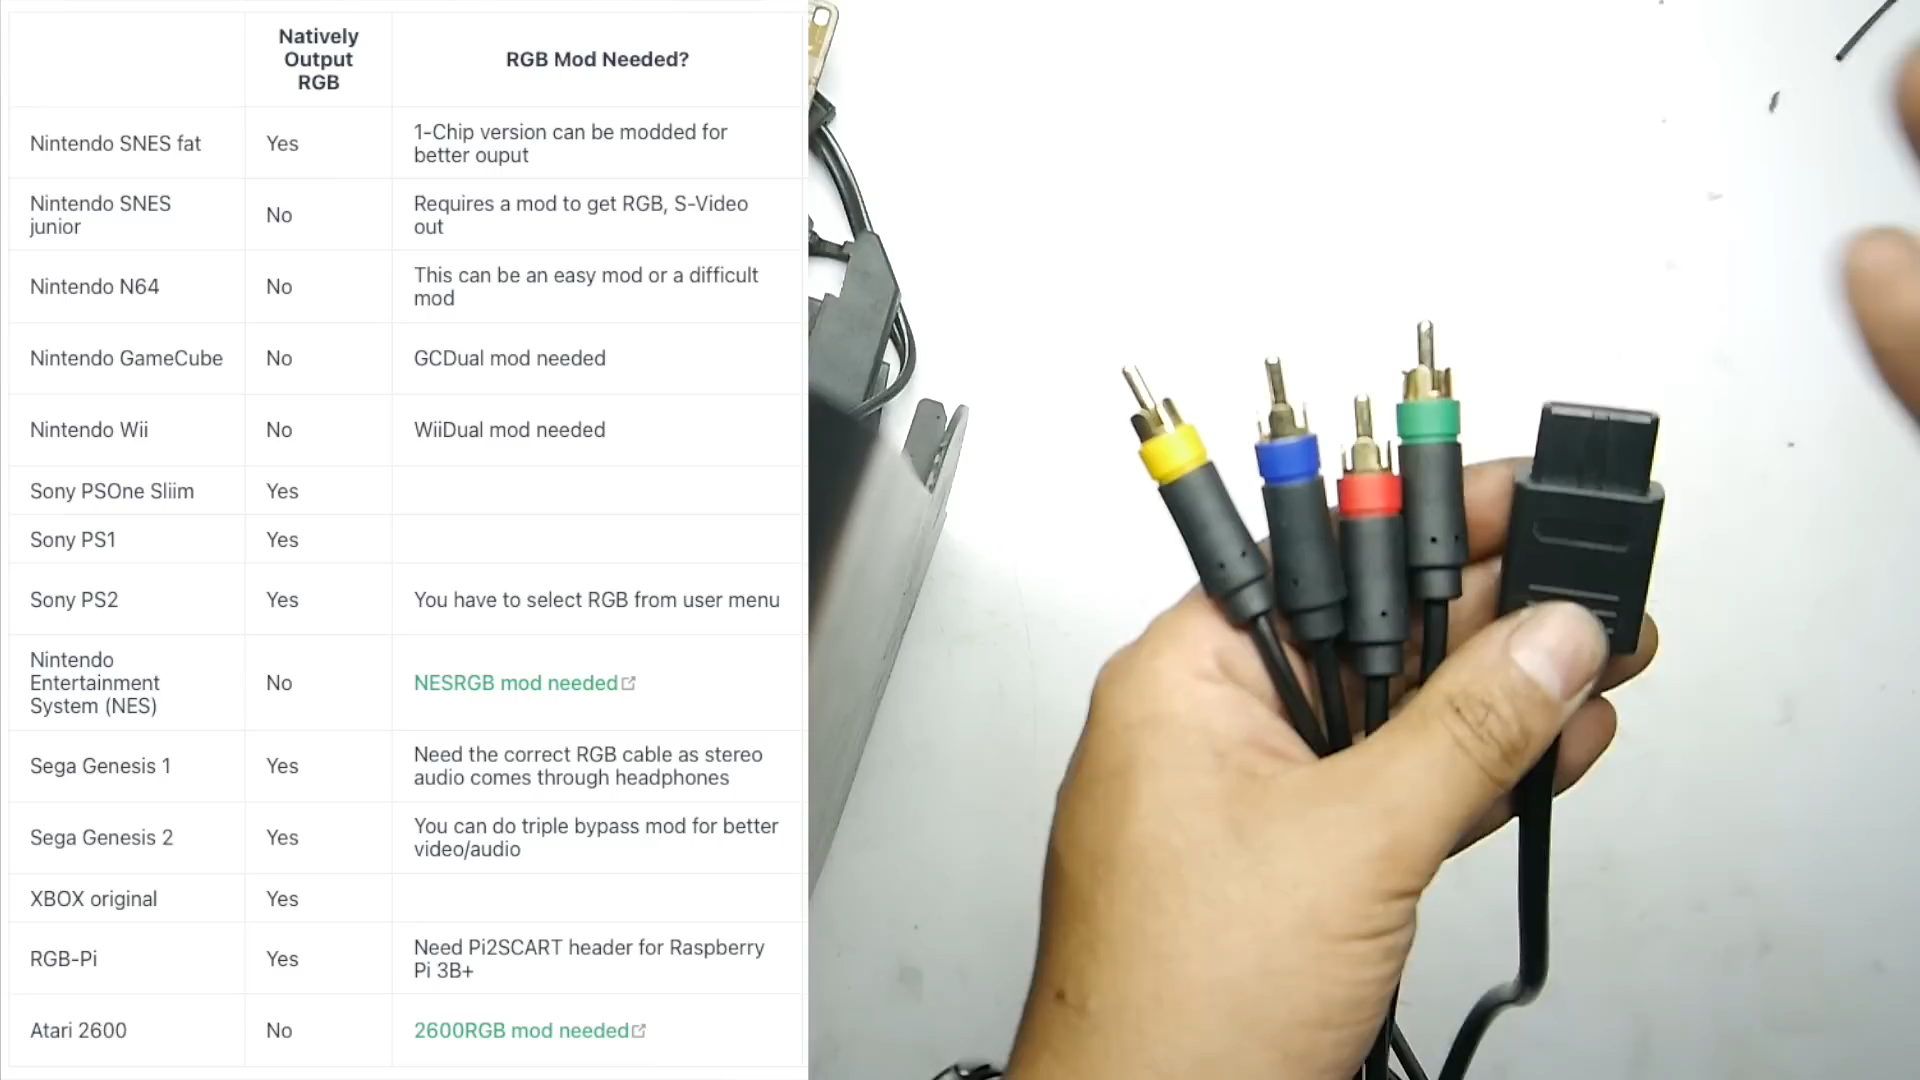 Natively
Output
RGB
RGB Mod Needed?
Nintendo SNES fat
Yes
1-Chip version can be modded for
better ouput
Nintendo SNES
junior
No
Requires a mod to get RGB, S-Video
out
Nintendo N64
No
This can be an easy mod or a difficult
mod
Nintendo GameCube
No
GCDual mod needed
Nintendo Wii
No
WiiDual mod needed
Sony PSOne Sliim
Yes
Sony PS1
Yes
Sony PS2
Yes
You have to select RGB from user menu
Nintendo
Entertainment
System (NES)
No
NESRGB mod needed
Sega Genesis 1
Yes
Need the correct RGB cable as stereo
audio comes through headphones
Sega Genesis 2
Yes
You can do triple bypass mod for better
video/audio
XBOX original
Yes
RGB-Pi
Yes
Need Pi2SCART header for Raspberry
Pi 3B+
Atari 2600
No
2600RGB mod needed